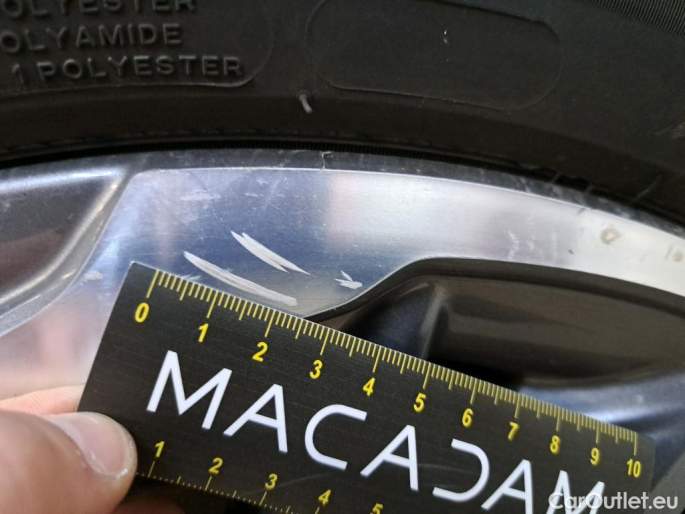 POLYESTER
POLYAMIDE
1 POLYESTER
0 1 2 3 4 5 6 7 8 9 10
MACADAM
1 2 3 4 5
CarOutlet.eu